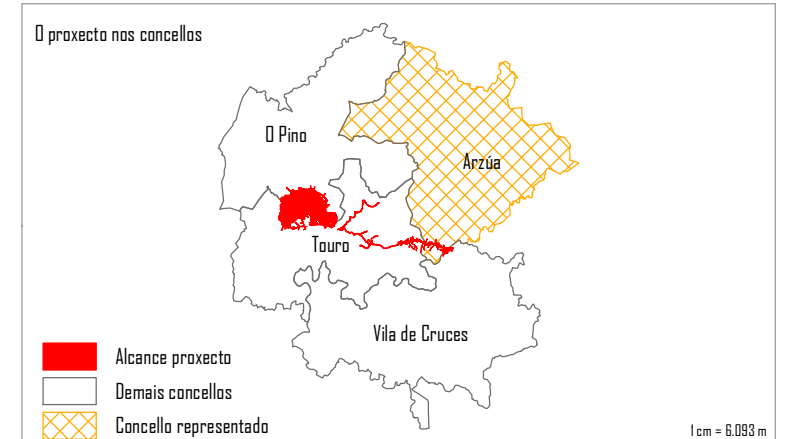 O proxecto nos concellos
O Pino
Arzúa
Touro
Vila de Cruces
Alcance proxecto
Demais concellos
Concello representado
1 cm = 6.093 m